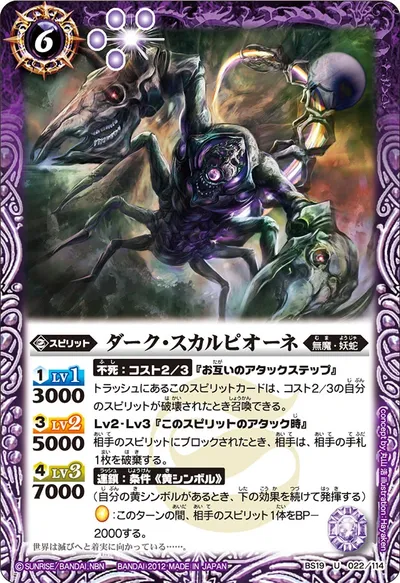 6
スピリット ダーク・スカルピオーネ 無魔・妖蛇
1 LV1 3000
不死:コスト2/3 『お互いのアタックステップ』
トラッシュにあるこのスピリットカードは、コスト2/3の自分
のスピリットが破壊されたとき召喚できる。
3 LV2 5000
Lv2・Lv3『このスピリットのアタック時』
相手のスピリットにブロックされたとき、相手は、相手の手札
1枚を破棄する。
4 LV3 7000
連鎖:条件《黄シンボル》
(自分の黄シンボルがあるとき、下の効果を続けて発揮する)
:このターンの間、相手のスピリット1体をBP-
2000する。
世界は滅びへと着実に向かっている……
BS19 U 022 / 114
©SUNRISE/BANDAI,NBN BANDAI 2012 MADE IN JAPAN